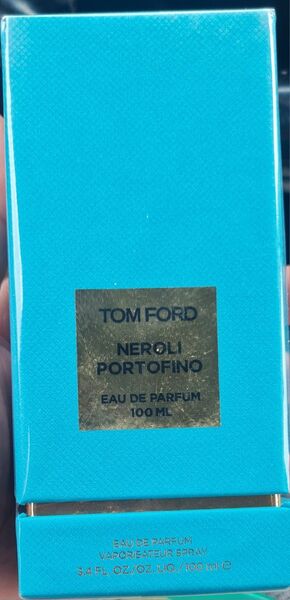 TOM FORD
NEROLI
PORTOFINO
EAU DE PARFUM
100 ML
EAU DE PARFUM
VAPORISATEUR SPRAY
3.4 FL. OZ./OZ. LIQ./100 ML ℮